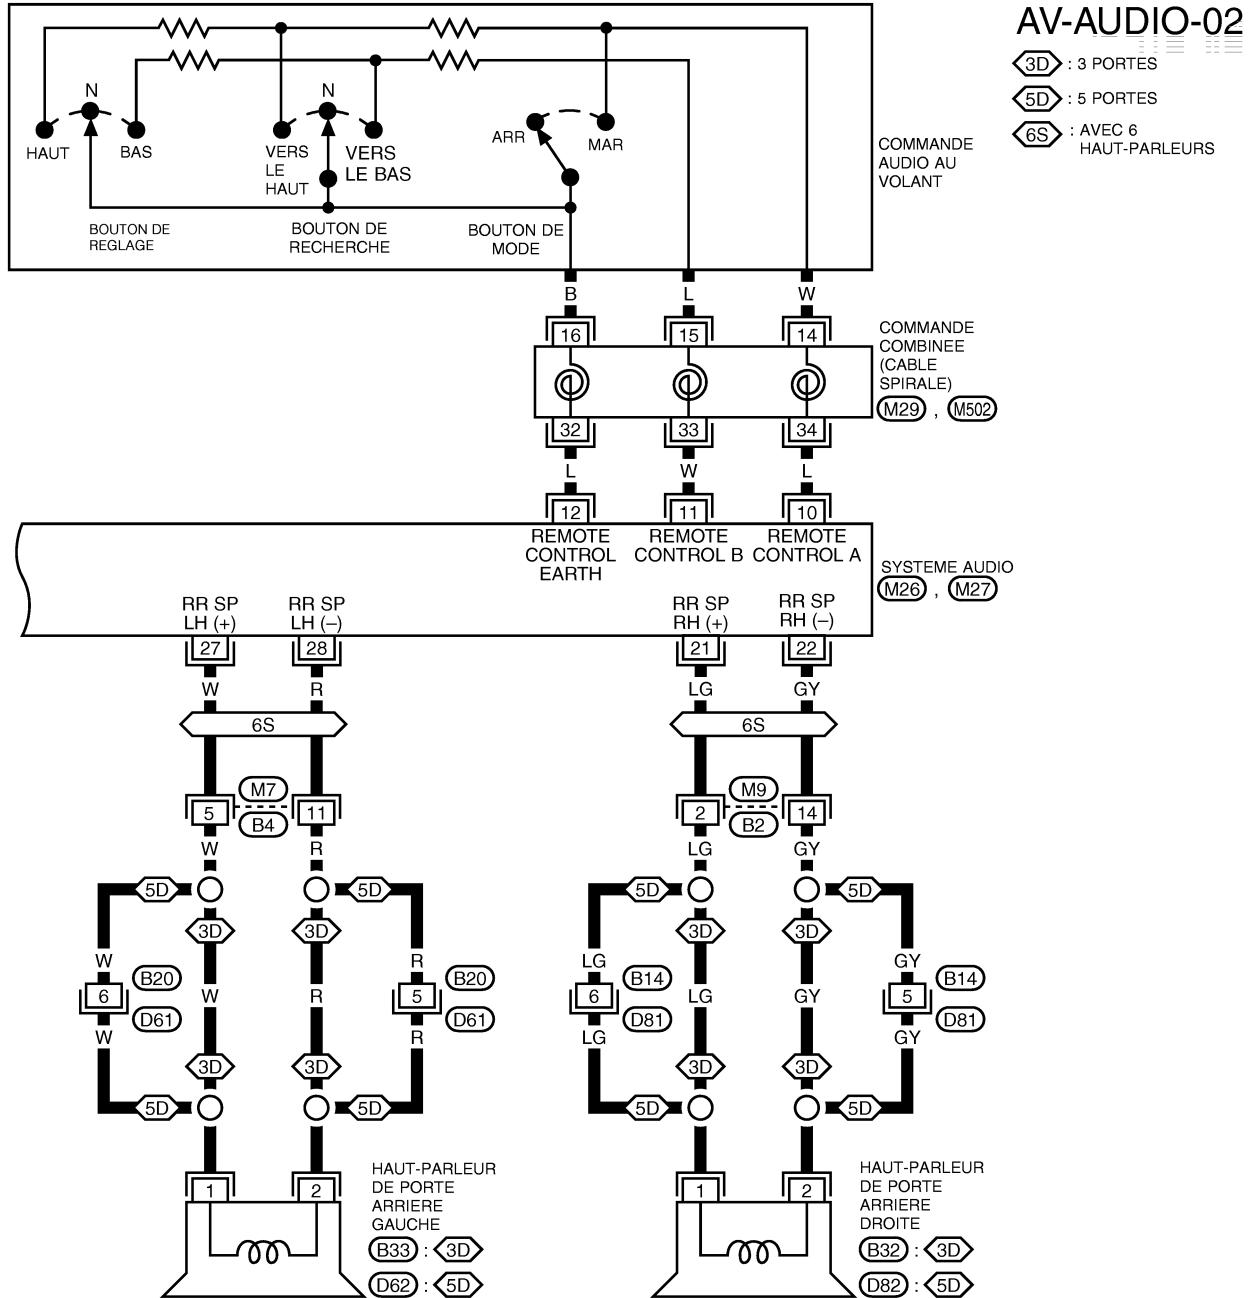 AV-AUDIO-02
3D : 3 PORTES
5D : 5 PORTES
6S : AVEC 6
HAUT-PARLEURS
N
N
HAUT
BAS
VERS
LE
HAUT
VERS
LE BAS
ARR
MAR
COMMANDE
AUDIO AU
VOLANT
BOUTON DE
REGLAGE
BOUTON DE
RECHERCHE
BOUTON DE
MODE
B L W
16 15 14
COMMANDE
COMBINEE
(CABLE
SPIRALE)
M29 , M502
32 33 34
L W L
12 11 10
REMOTE
CONTROL
EARTH
REMOTE
CONTROL B
REMOTE
CONTROL A
SYSTEME AUDIO
M26 , M27
RR SP
LH (+)
RR SP
LH (–)
RR SP
RH (+)
RR SP
RH (–)
27 28 21 22
W R LG GY
6S 6S
M7 M9
5 11 2 14
B4 B2
W R LG GY
5D 5D 5D 5D
3D 3D 3D 3D
W R LG GY
B20 B20 B14 B14
6 W R 5 6 LG GY 5
D61 D61 D81 D81
W R LG GY
3D 3D 3D 3D
5D 5D 5D 5D
1 2 1 2
HAUT-PARLEUR
DE PORTE
ARRIERE
GAUCHE
B33 : 3D
D62 : 5D
HAUT-PARLEUR
DE PORTE
ARRIERE
DROITE
B32 : 3D
D82 : 5D